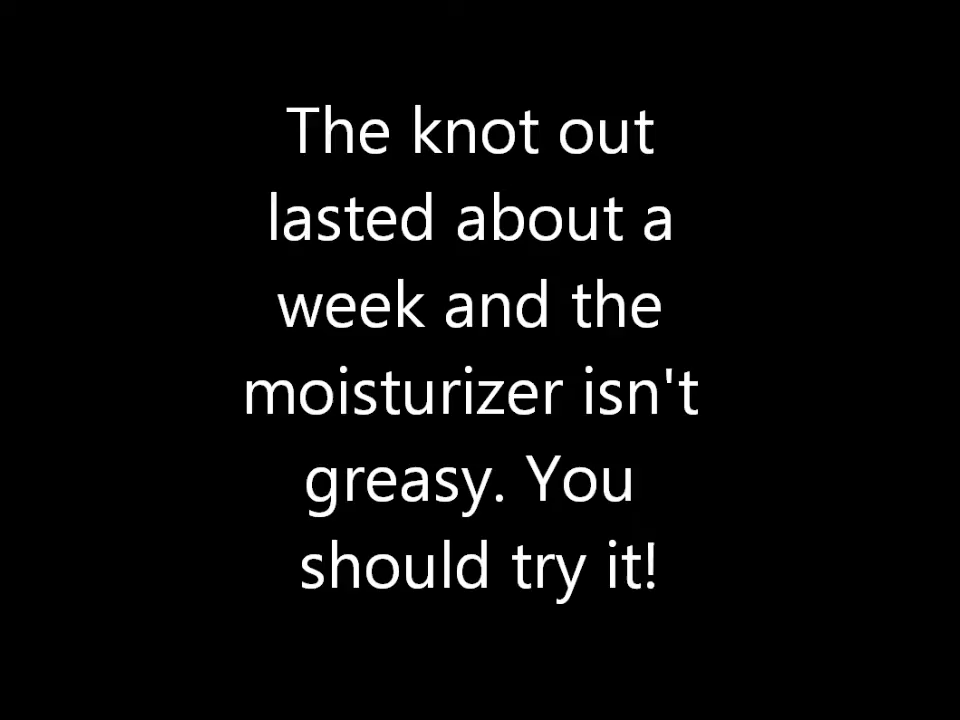 The knot out
lasted about a
week and the
moisturizer isn't
greasy. You
should try it!